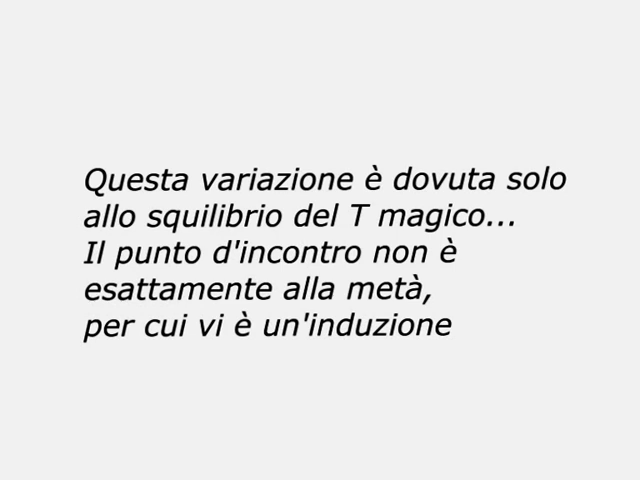 Questa variazione è dovuta solo
allo squilibrio del T magico...
Il punto d'incontro non è
esattamente alla metà,
per cui vi è un'induzione